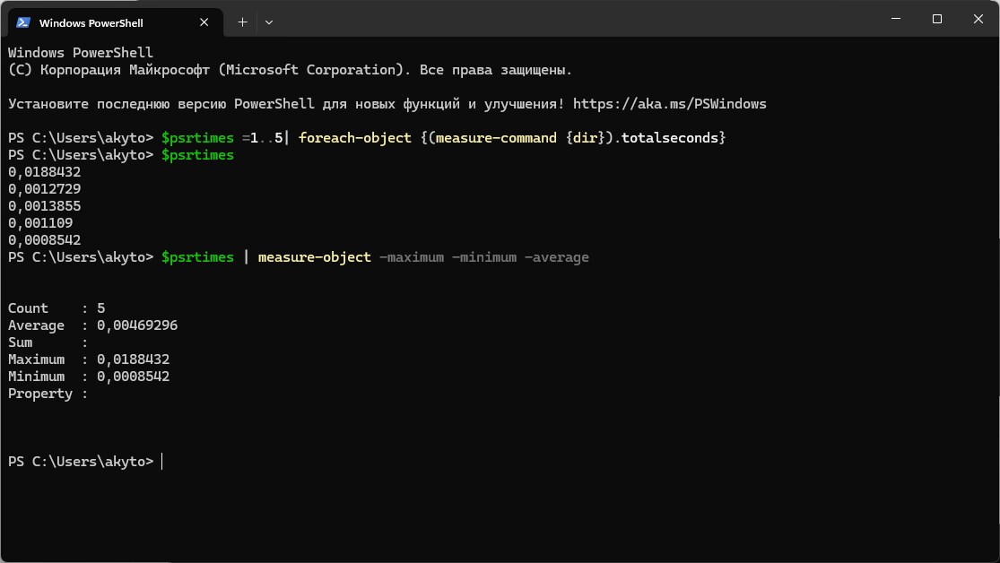 Windows PowerShell
Windows PowerShell
(C) Корпорация Майкрософт (Microsoft Corporation). Все права защищены.
Установите последнюю версию PowerShell для новых функций и улучшения! https://aka.ms/PSWindows
PS C:\Users\akyto> $psrtimes =1..5| foreach-object {(measure-command {dir}).totalseconds}
PS C:\Users\akyto> $psrtimes
0,0188432
0,0012729
0,0013855
0,001109
0,0008542
PS C:\Users\akyto> $psrtimes | measure-object -maximum -minimum -average
Count    : 5
Average  : 0,00469296
Sum      :
Maximum  : 0,0188432
Minimum  : 0,0008542
Property :
PS C:\Users\akyto>